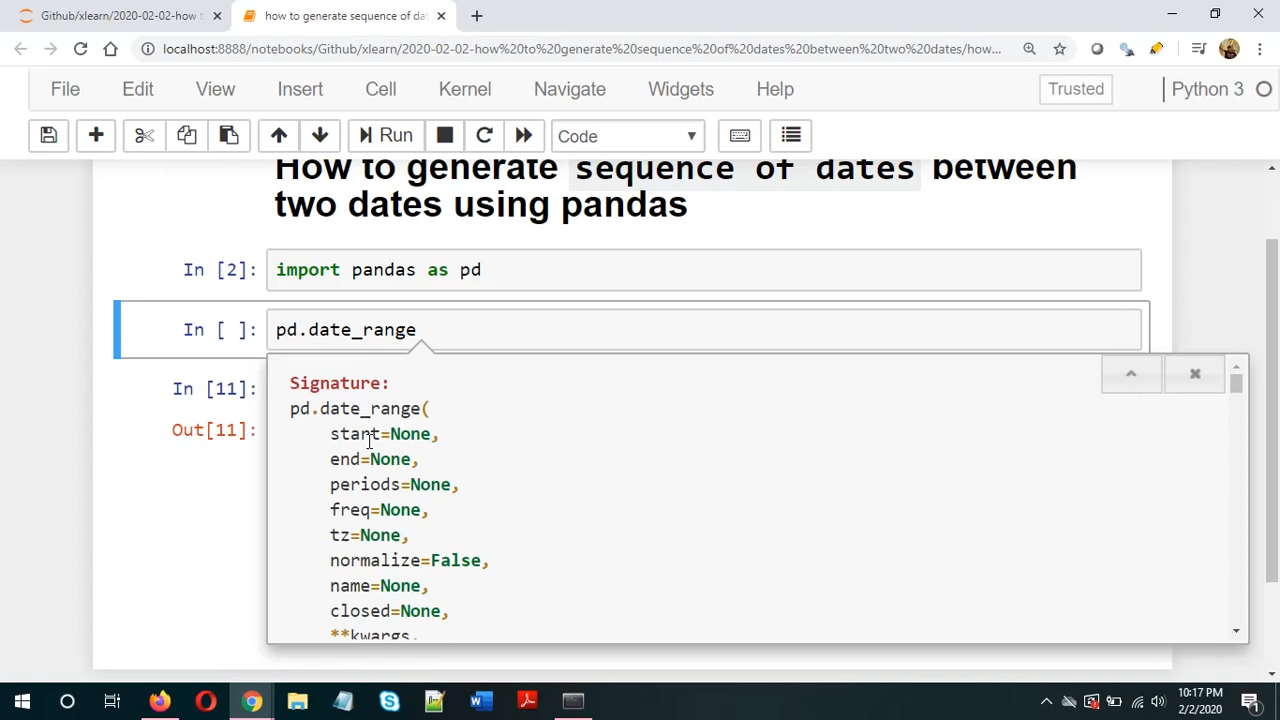 Github/xlearn/2020-02-02-how t
how to generate sequence of dat
localhost:8888/notebooks/Github/xlearn/2020-02-02-how%20to%20generate%20sequence%20of%20dates%20between%20two%20dates/how...
File Edit View Insert Cell Kernel Navigate Widgets Help Trusted Python 3
Run Code
How to generate sequence of dates between
two dates using pandas
In [2]: import pandas as pd
In [ ]: pd.date_range
In [11]:
Out[11]:
Signature:
pd.date_range(
start=None,
end=None,
periods=None,
freq=None,
tz=None,
normalize=False,
name=None,
closed=None,
**kwargs,
10:17 PM
2/2/2020